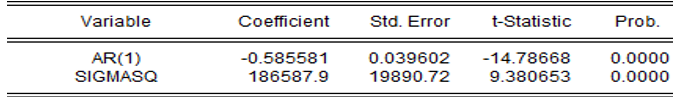 Variable Coefficient Std. Error t-Statistic Prob.
AR(1) -0.585581 0.039602 -14.78668 0.0000
SIGMASQ 186587.9 19890.72 9.380653 0.0000